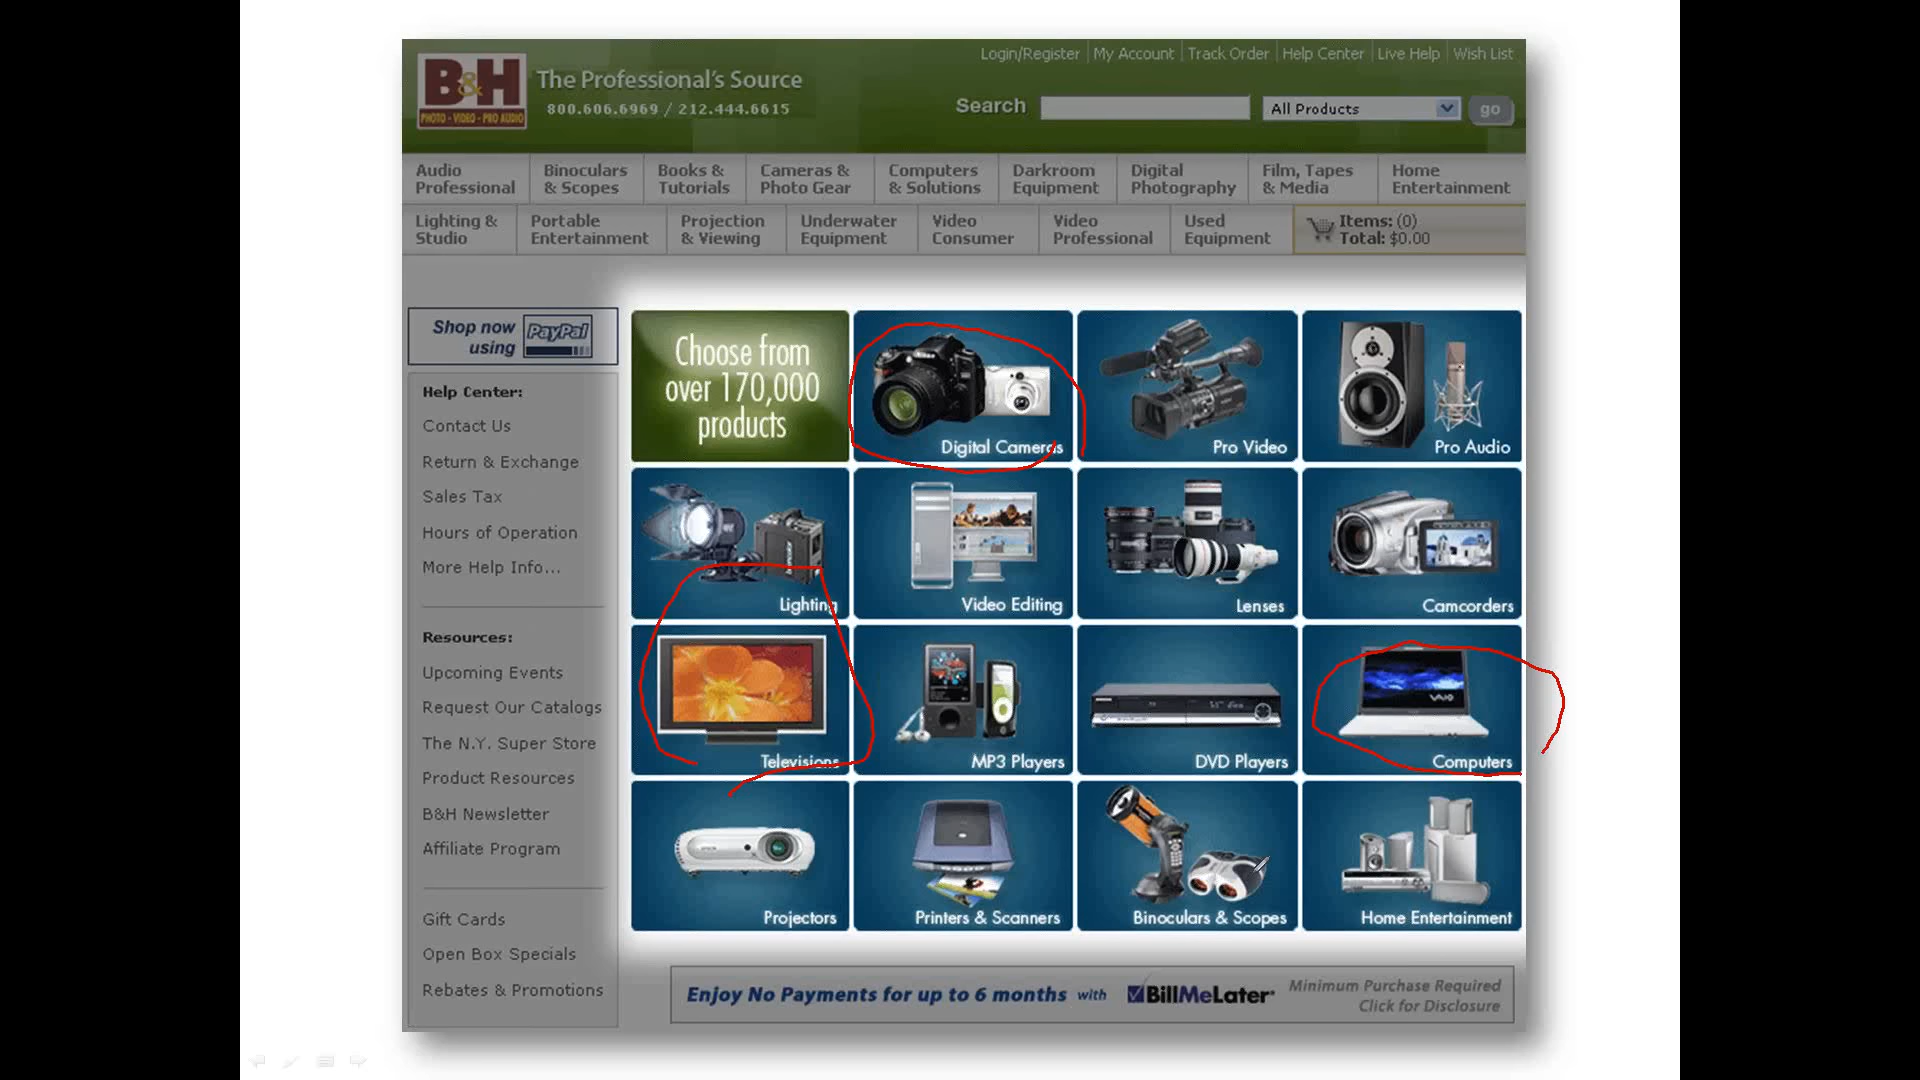 Login/Register My Account Track Order Help Center Live Help Wish List
B&H
PHOTO - VIDEO - PRO AUDIO
The Professional's Source
800.606.6969 / 212.444.6615
Search All Products go
Audio Professional
Binoculars & Scopes
Books & Tutorials
Cameras & Photo Gear
Computers & Solutions
Darkroom Equipment
Digital Photography
Film, Tapes & Media
Home Entertainment
Lighting & Studio
Portable Entertainment
Projection & Viewing
Underwater Equipment
Video Consumer
Video Professional
Used Equipment
Items: (0)
Total: $0.00
Shop now
using
PayPal
Help Center:
Contact Us
Return & Exchange
Sales Tax
Hours of Operation
More Help Info...
Resources:
Upcoming Events
Request Our Catalogs
The N.Y. Super Store
Product Resources
B&H Newsletter
Affiliate Program
Gift Cards
Open Box Specials
Rebates & Promotions
Choose from
over 170,000
products
Digital Cameras
Pro Video
Pro Audio
Lighting
Video Editing
Lenses
Camcorders
Televisions
MP3 Players
DVD Players
VAIO
Computers
Projectors
Printers & Scanners
Binoculars & Scopes
Home Entertainment
Enjoy No Payments for up to 6 months with BillMeLater
Minimum Purchase Required
Click for Disclosure